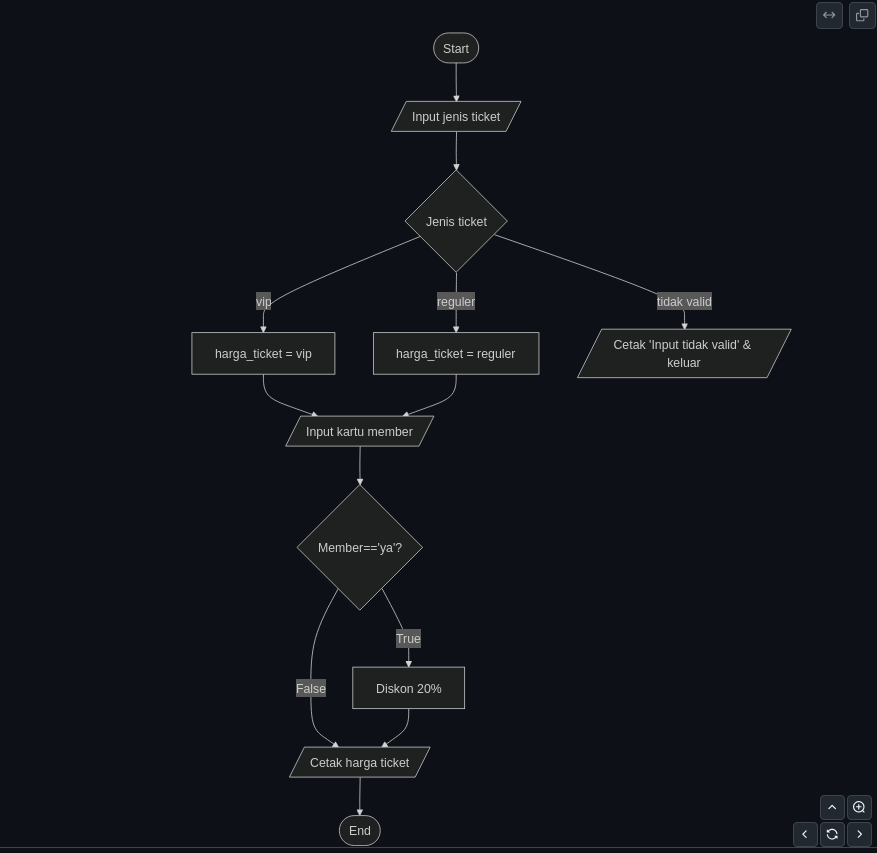 Start
Input jenis ticket
Jenis ticket
vip
reguler
tidak valid
harga_ticket = vip
harga_ticket = reguler
Cetak 'Input tidak valid' &
keluar
Input kartu member
Member=='ya'?
True
False
Diskon 20%
Cetak harga ticket
End